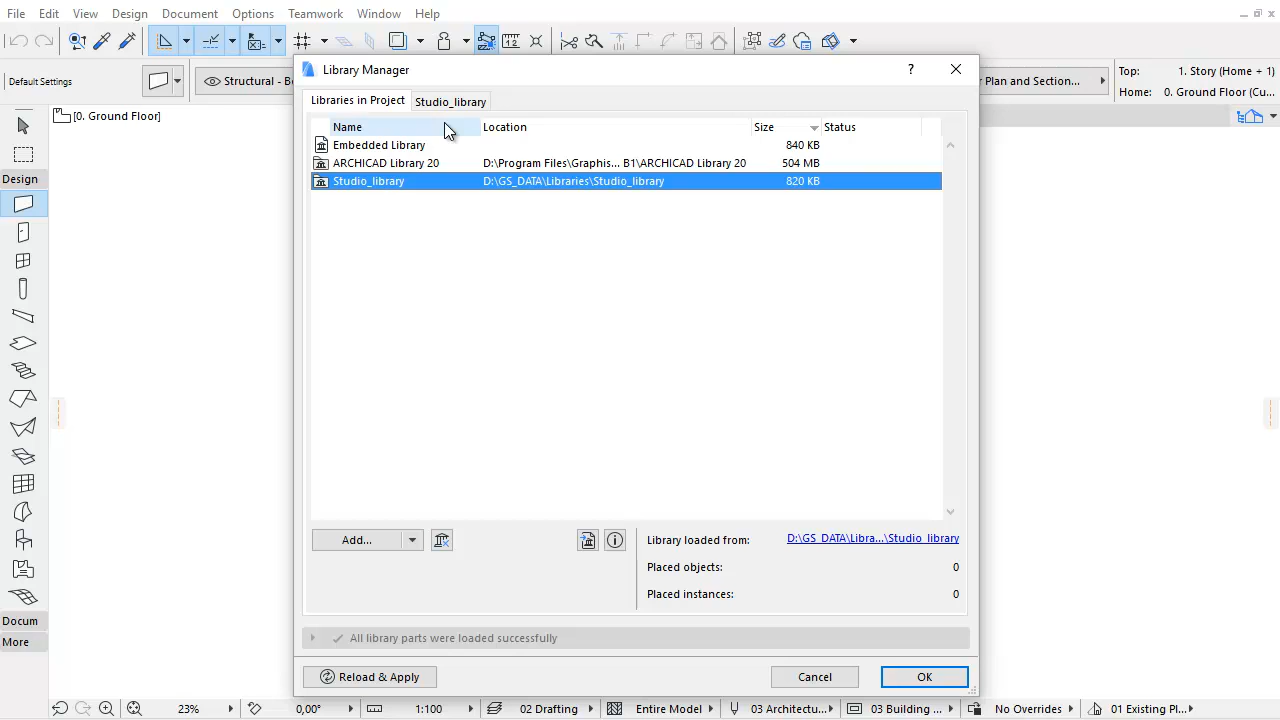 File Edit View Design Document Options Teamwork Window Help
Library Manager
Default Settings
Structural - B
Plan and Section...
Top: 1. Story (Home + 1)
Home: 0. Ground Floor (Cu...
Libraries in Project Studio_library
[0. Ground Floor]
Name Location Size Status
Embedded Library 840 KB
ARCHICAD Library 20 D:\Program Files\Graphis... B1\ARCHICAD Library 20 504 MB
Studio_library D:\GS_DATA\Libraries\Studio_library 820 KB
Design
Add...
Library loaded from: D:\GS_DATA\Libra...\Studio_library
Placed objects: 0
Placed instances: 0
Docum
More
All library parts were loaded successfully
Reload & Apply Cancel OK
23% 0,00° 1:100 02 Drafting Entire Model 03 Architectu... 03 Building ... No Overrides 01 Existing Pl...